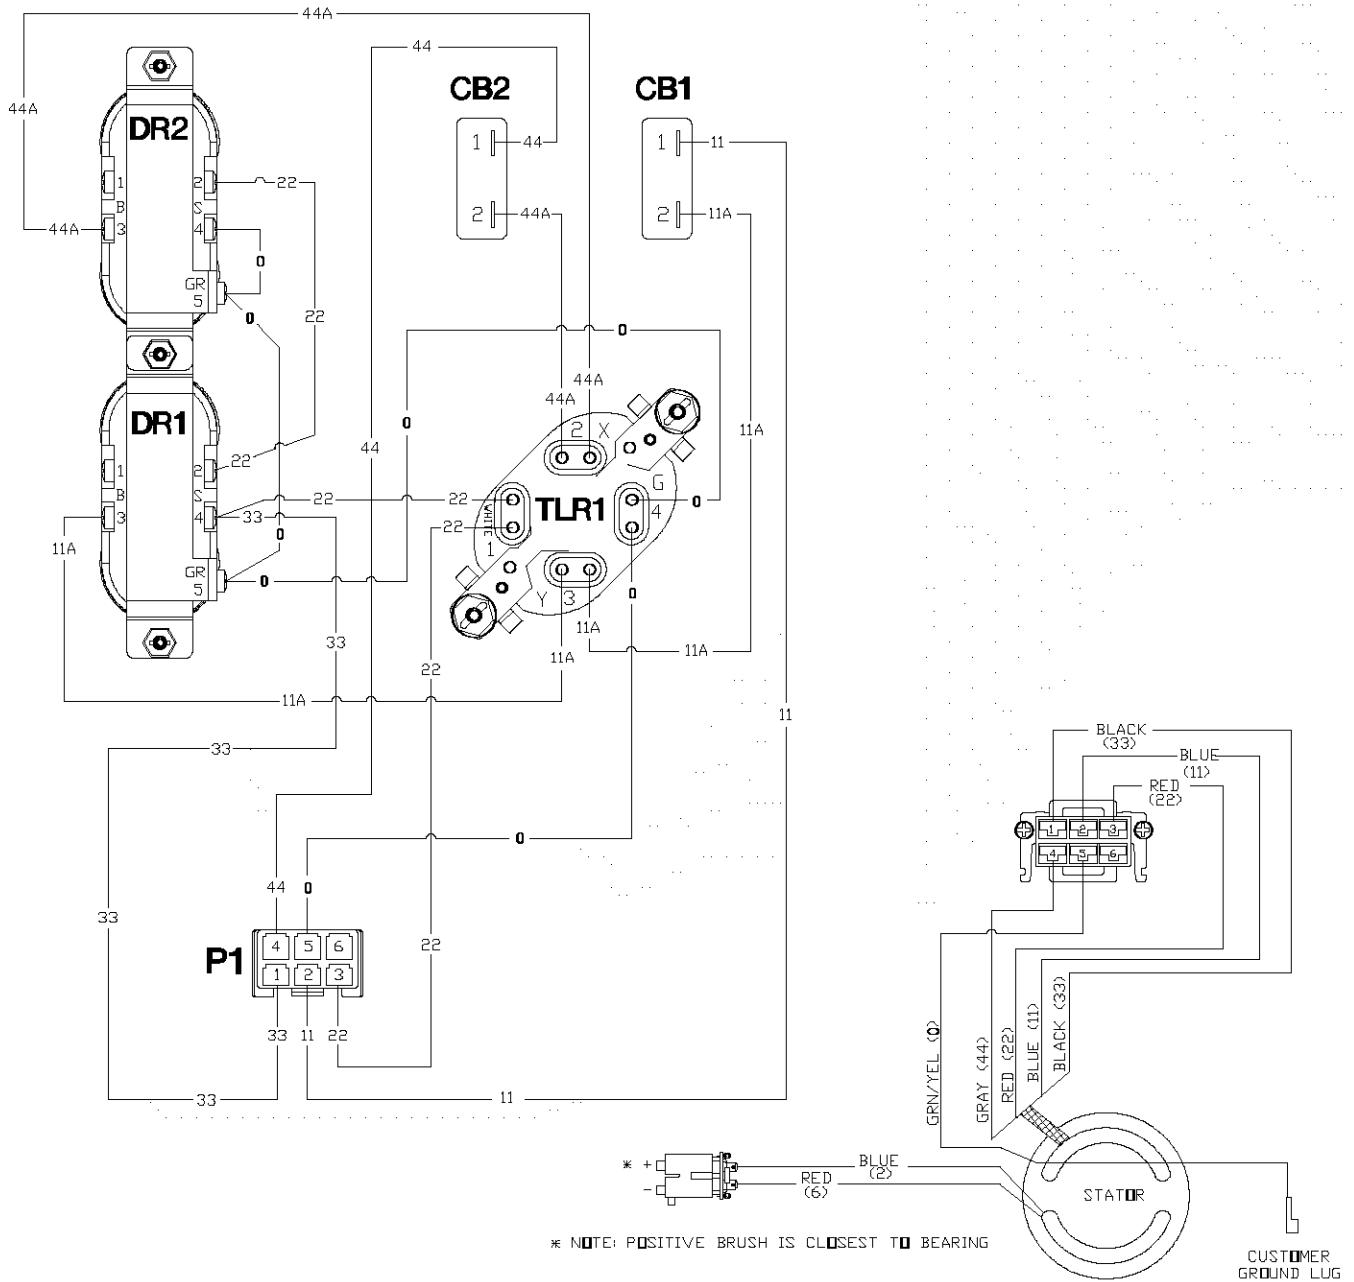 44A
44
CB2
CB1
44A
DR2
1
44
1
11
1
2
22
B
S
2
44A
2
11A
44A
3
4
0
GR
5
0
22
0
44A
44A
DR1
0
11A
44
1
2
22
2
X
G
B
S
22
22
WHITE
TLR1
0
4
3
4
33
22
1
11A
0
GR
5
0
Y
3
0
33
11A
11A
11A
22
11A
11
33
BLACK
(33)
BLUE
(11)
RED
(22)
1
2
3
4
5
6
0
44
0
33
22
P1
4
5
6
1
2
3
33
11
22
33
11
GRN/YEL (0)
GRAY (44)
RED (22)
BLUE (11)
BLACK (33)
* +
-
BLUE
(2)
RED
(6)
STATOR
* NOTE: POSITIVE BRUSH IS CLOSEST TO BEARING
CUSTOMER
GROUND LUG